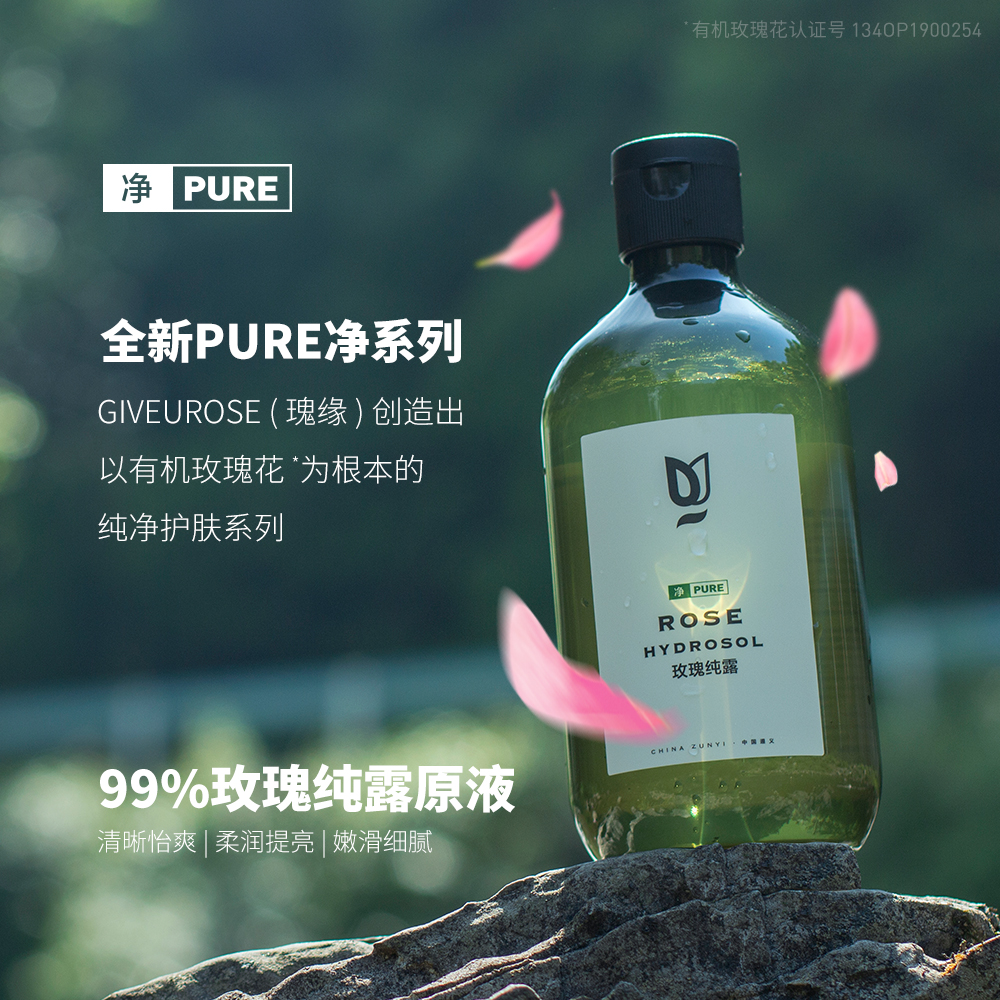 *有机玫瑰花认证号 134OP1900254
净 PURE
全新PURE净系列
GIVEUROSE ( 瑰缘 ) 创造出
以有机玫瑰花 *为根本的
纯净护肤系列
净 PURE
ROSE
HYDROSOL
玫瑰纯露
CHINA ZUNYI · 中国遵义
99%玫瑰纯露原液
清晰怡爽 | 柔润提亮 | 嫩滑细腻